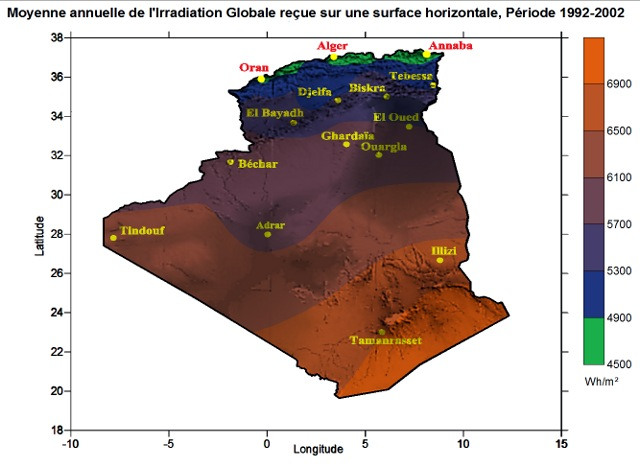 Moyenne annuelle de l'Irradiation Globale reçue sur une surface horizontale, Période 1992-2002
38
36
34
32
30
28
26
24
22
20
18
Latitude
-10
-5
0
5
10
15
Longitude
Alger
Annaba
Oran
Tebessa
Biskra
Djelfa
El Bayadh
El Oued
Ghardaïa
Ouargla
Béchar
Adrar
Tindouf
Illizi
Tamanrasset
6900
6500
6100
5700
5300
4900
4500
Wh/m²